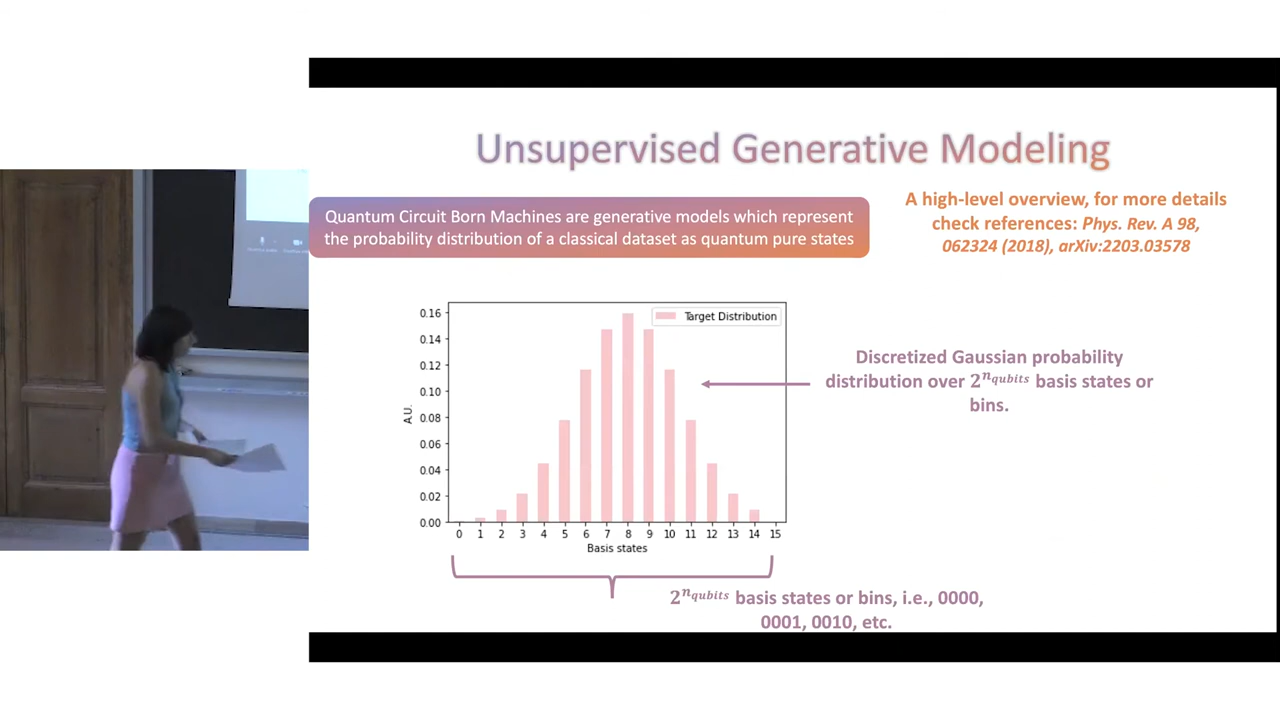 Unsupervised Generative Modeling
Quantum Circuit Born Machines are generative models which represent
the probability distribution of a classical dataset as quantum pure states
A high-level overview, for more details
check references: Phys. Rev. A 98,
062324 (2018), arXiv:2203.03578
Target Distribution
0.16
0.14
0.12
0.10
0.08
0.06
0.04
0.02
0.00
A.U.
0 1 2 3 4 5 6 7 8 9 10 11 12 13 14 15
Basis states
Discretized Gaussian probability
distribution over 2^{n_{qubits}} basis states or
bins.
2^{n_{qubits}} basis states or bins, i.e., 0000,
0001, 0010, etc.